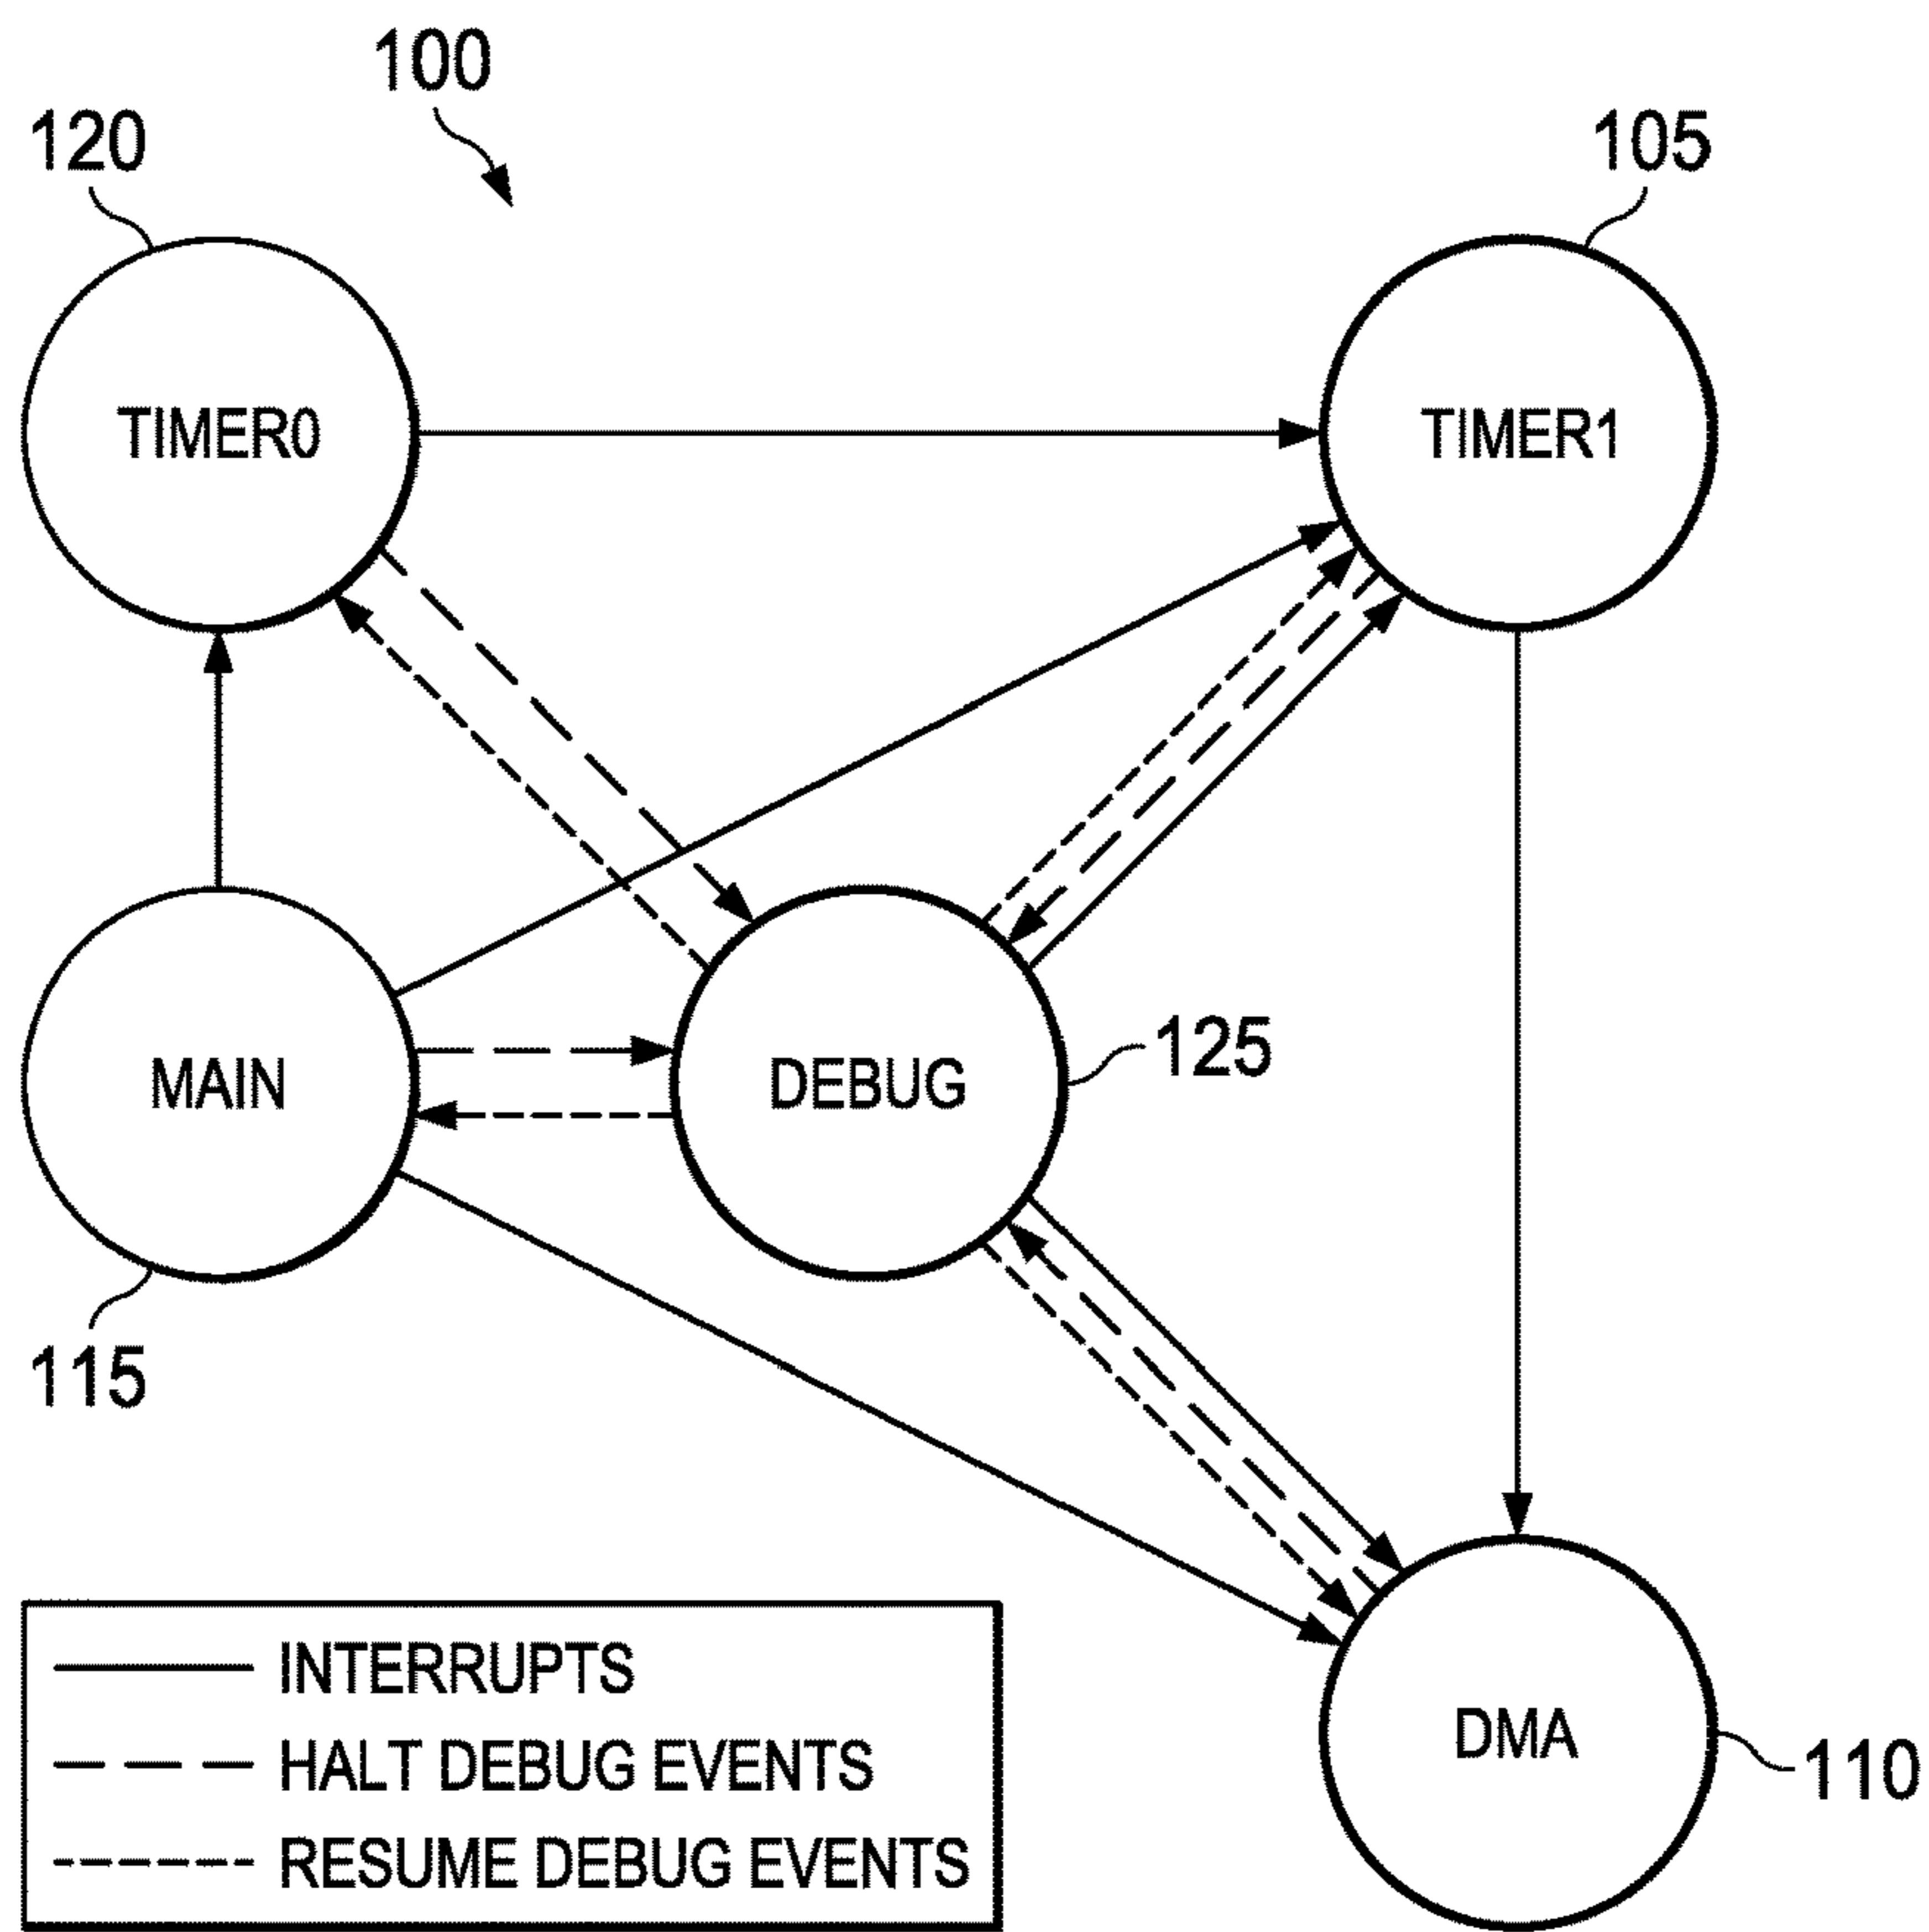 100
120
105
TIMER0
TIMER1
MAIN
DEBUG
125
115
INTERRUPTS
HALT DEBUG EVENTS
RESUME DEBUG EVENTS
DMA
110